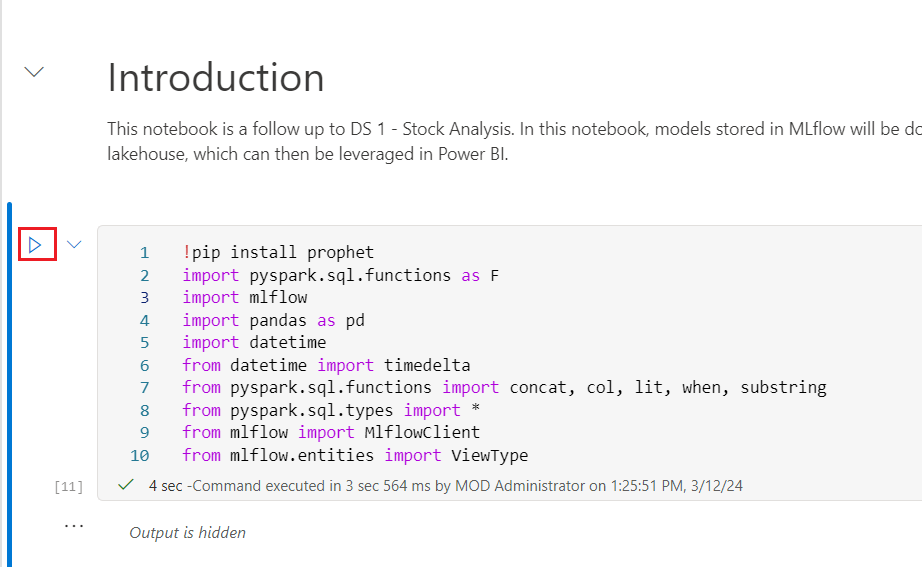 Introduction
This notebook is a follow up to DS 1 - Stock Analysis. In this notebook, models stored in MLflow will be
lakehouse, which can then be leveraged in Power BI.
1 !pip install prophet
2 import pyspark.sql.functions as F
3 import mlflow
4 import pandas as pd
5 import datetime
6 from datetime import timedelta
7 from pyspark.sql.functions import concat, col, lit, when, substring
8 from pyspark.sql.types import *
9 from mlflow import MlflowClient
10 from mlflow.entities import ViewType
[11] 4 sec -Command executed in 3 sec 564 ms by MOD Administrator on 1:25:51 PM, 3/12/24
... Output is hidden